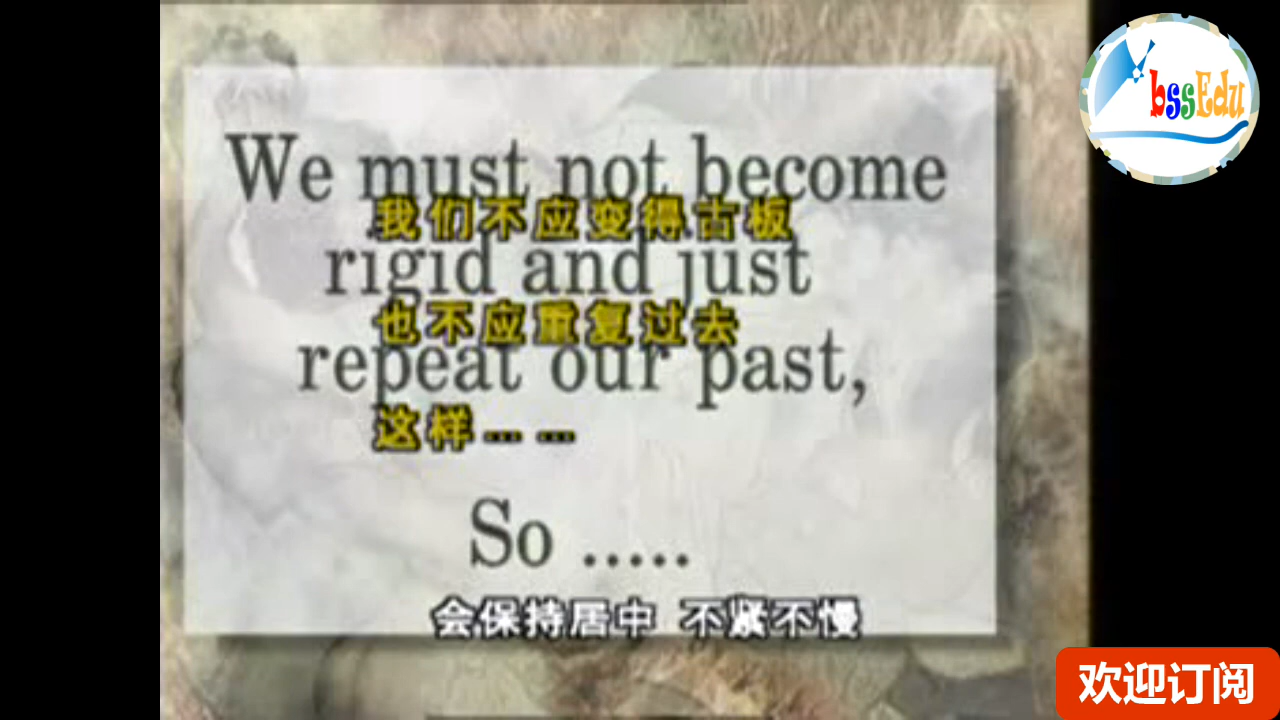 bssEdu
We must not become
我们不应变得古板
rigid and just
也不应重复过去
repeat our past,
这样……
So .....
会保持居中 不紧不慢
欢迎订阅